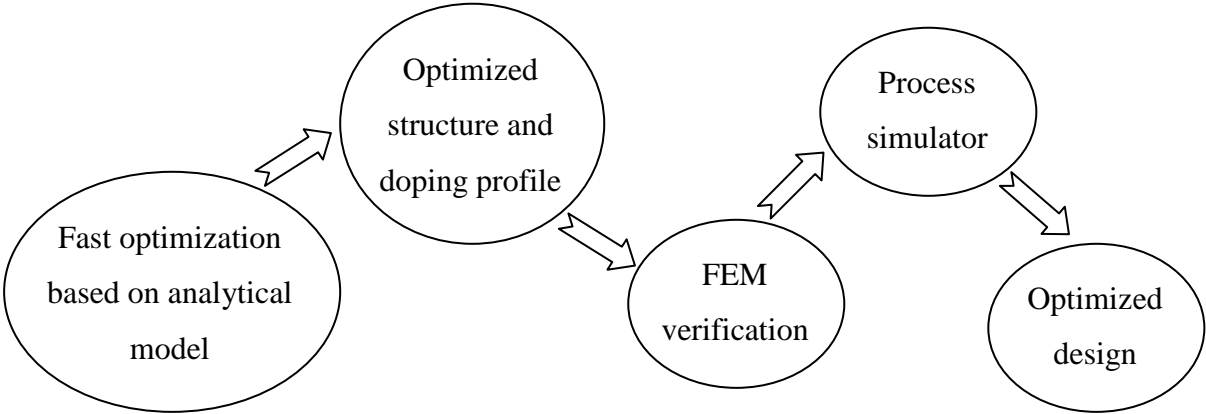 Fast optimization
based on analytical
model
Optimized
structure and
doping profile
FEM
verification
Process
simulator
Optimized
design